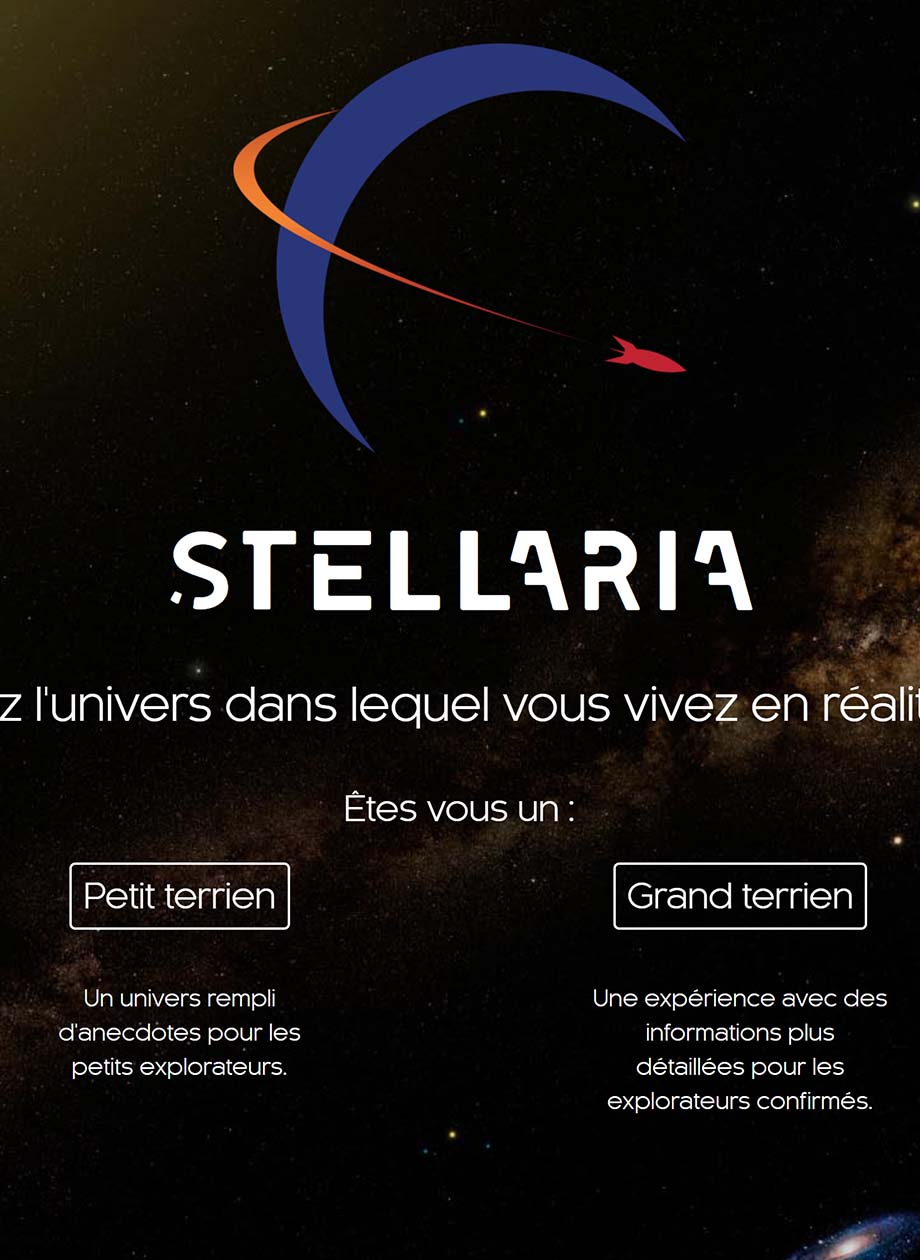 STELLARIA
z l'univers dans lequel vous vivez en réalit
Êtes vous un :
Petit terrien
Grand terrien
Un univers rempli
d'anecdotes pour les
petits explorateurs.
Une expérience avec des
informations plus
détaillées pour les
explorateurs confirmés.